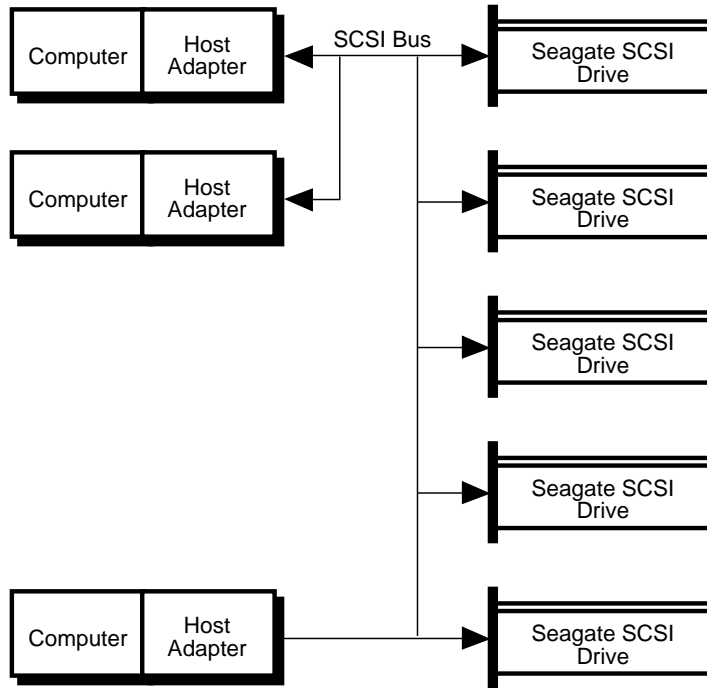 Computer
Host
Adapter
SCSI Bus
Seagate SCSI
Drive
Computer
Host
Adapter
Seagate SCSI
Drive
Seagate SCSI
Drive
Seagate SCSI
Drive
Computer
Host
Adapter
Seagate SCSI
Drive